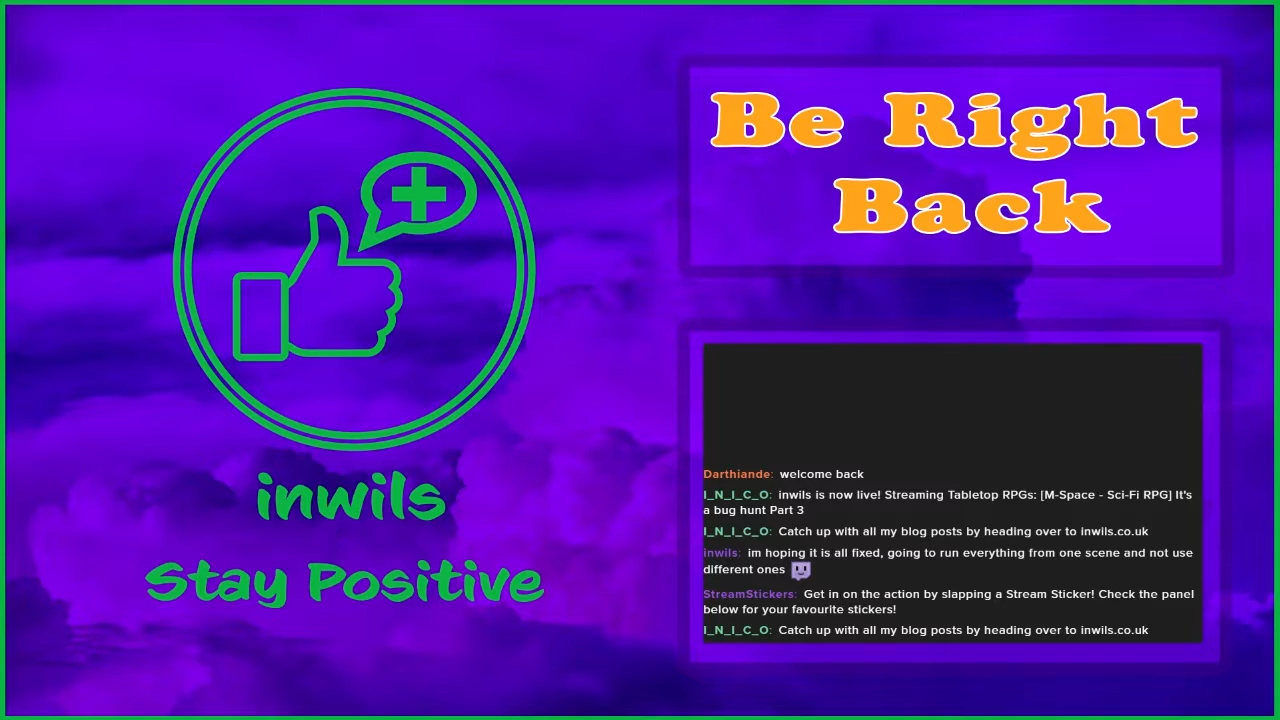 Be Right
Back
inwils
Stay Positive
Darthiande: welcome back
I_N_I_C_O: inwils is now live! Streaming Tabletop RPGs: [M-Space - Sci-Fi RPG] It's
a bug hunt Part 3
I_N_I_C_O: Catch up with all my blog posts by heading over to inwils.co.uk
inwils: im hoping it is all fixed, going to run everything from one scene and not use
different ones
StreamStickers: Get in on the action by slapping a Stream Sticker! Check the panel
below for your favourite stickers!
I_N_I_C_O: Catch up with all my blog posts by heading over to inwils.co.uk